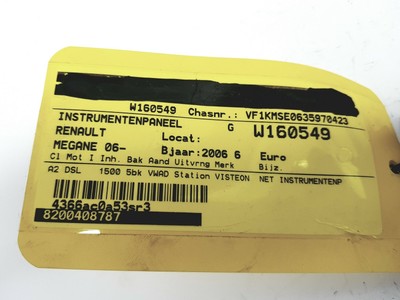 W160549 Chasnr.: VF1KMSE0635970423
INSTRUMENTENPANEEL G W160549
RENAULT Locat:
MEGANE 06- Bjaar:2006 6 Euro
Cl Mot I Inh. Bak Aand Uitvrng Merk Bijz.
A2 DSL 1500 5bk VWAD Station VISTEON NET INSTRUMENTENP
4366ac0a53sr3
8200408787